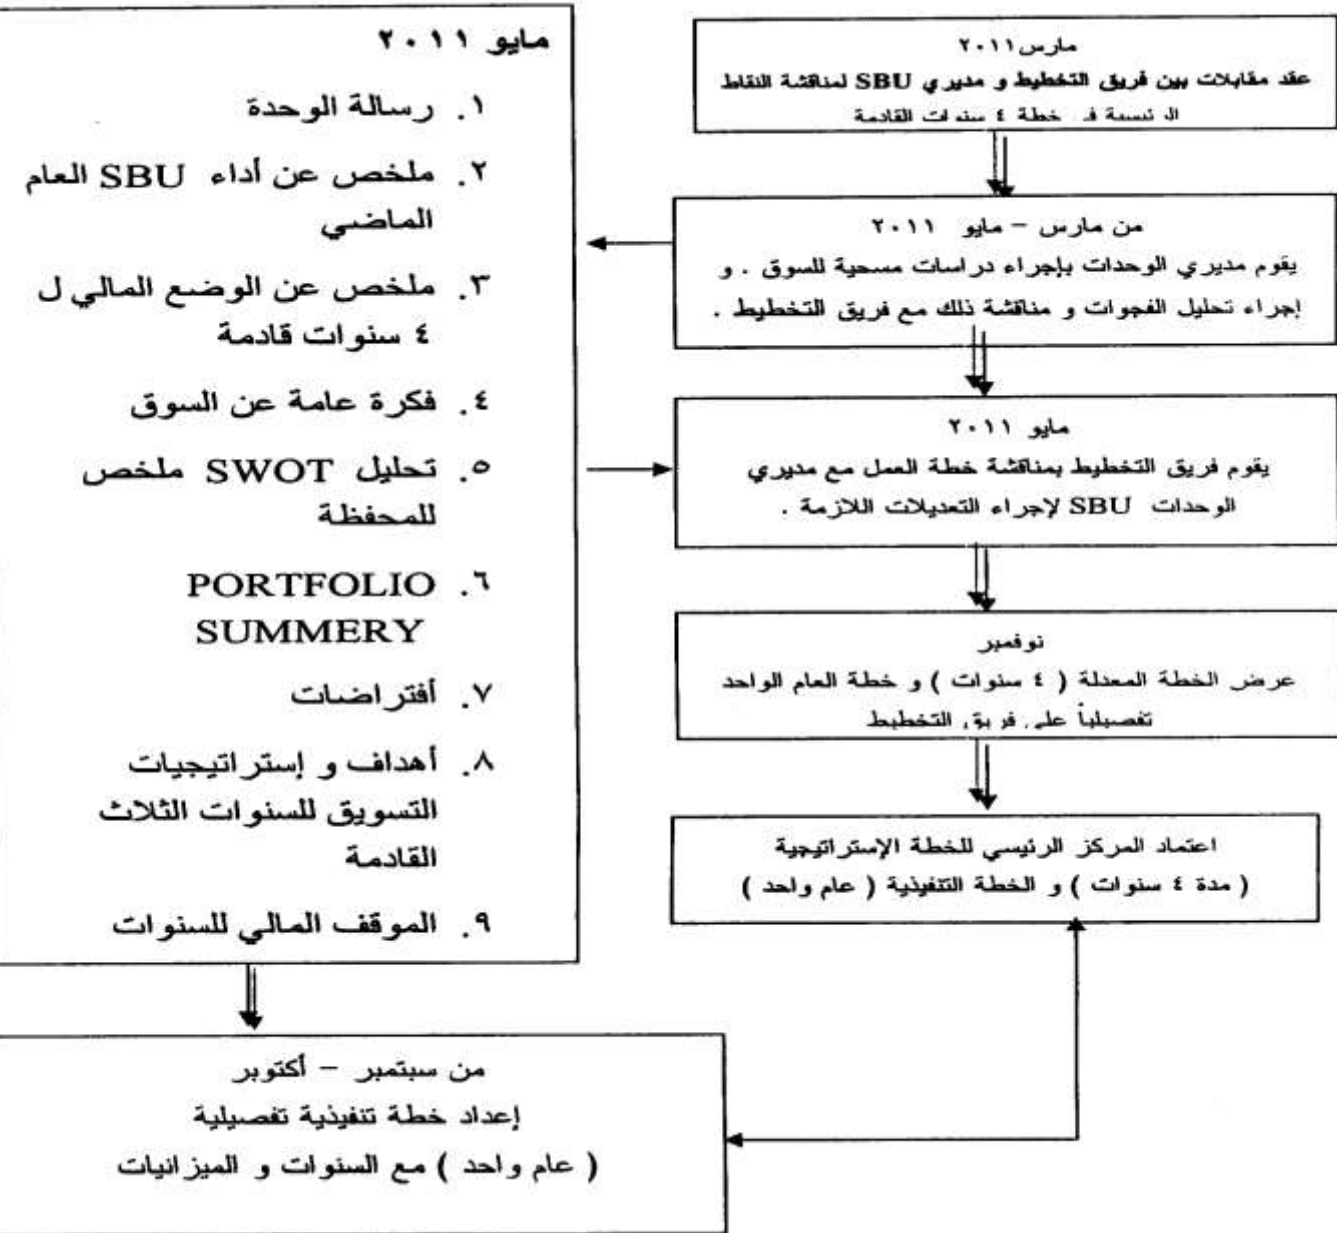 مارس٢٠١١
عقد مقابلات بين فريق التخطيط و مديري SBU لمناقشة النقاط
الرئيسية في خطة ٤ سنوات القادمة
من مارس – مايو ٢٠١١
يقوم مديري الوحدات بإجراء دراسات مسحية للسوق . و
إجراء تحليل الفجوات و مناقشة ذلك مع فريق التخطيط .
مايو ٢٠١١
١. رسالة الوحدة
٢. ملخص عن أداء SBU العام
الماضي
٣. ملخص عن الوضع المالي ل
٤ سنوات قادمة
٤. فكرة عامة عن السوق
٥. تحليل SWOT ملخص
للمحفظة
٦. PORTFOLIO
SUMMERY
٧. أفتراضات
٨. أهداف و إستراتيجيات
التسويق للسنوات الثلاث
القادمة
٩. الموقف المالي للسنوات
مايو ٢٠١١
يقوم فريق التخطيط بمناقشة خطة العمل مع مديري
الوحدات SBU لإجراء التعديلات اللازمة .
نوفمبر
عرض الخطة المعدلة ( ٤ سنوات ) و خطة العام الواحد
تفصيلياً على فريق التخطيط
اعتماد المركز الرئيسي للخطة الإستراتيجية
( مدة ٤ سنوات ) و الخطة التنفيذية ( عام واحد )
من سبتمبر – أكتوبر
إعداد خطة تنفيذية تفصيلية
( عام واحد ) مع السنوات و الميزانيات